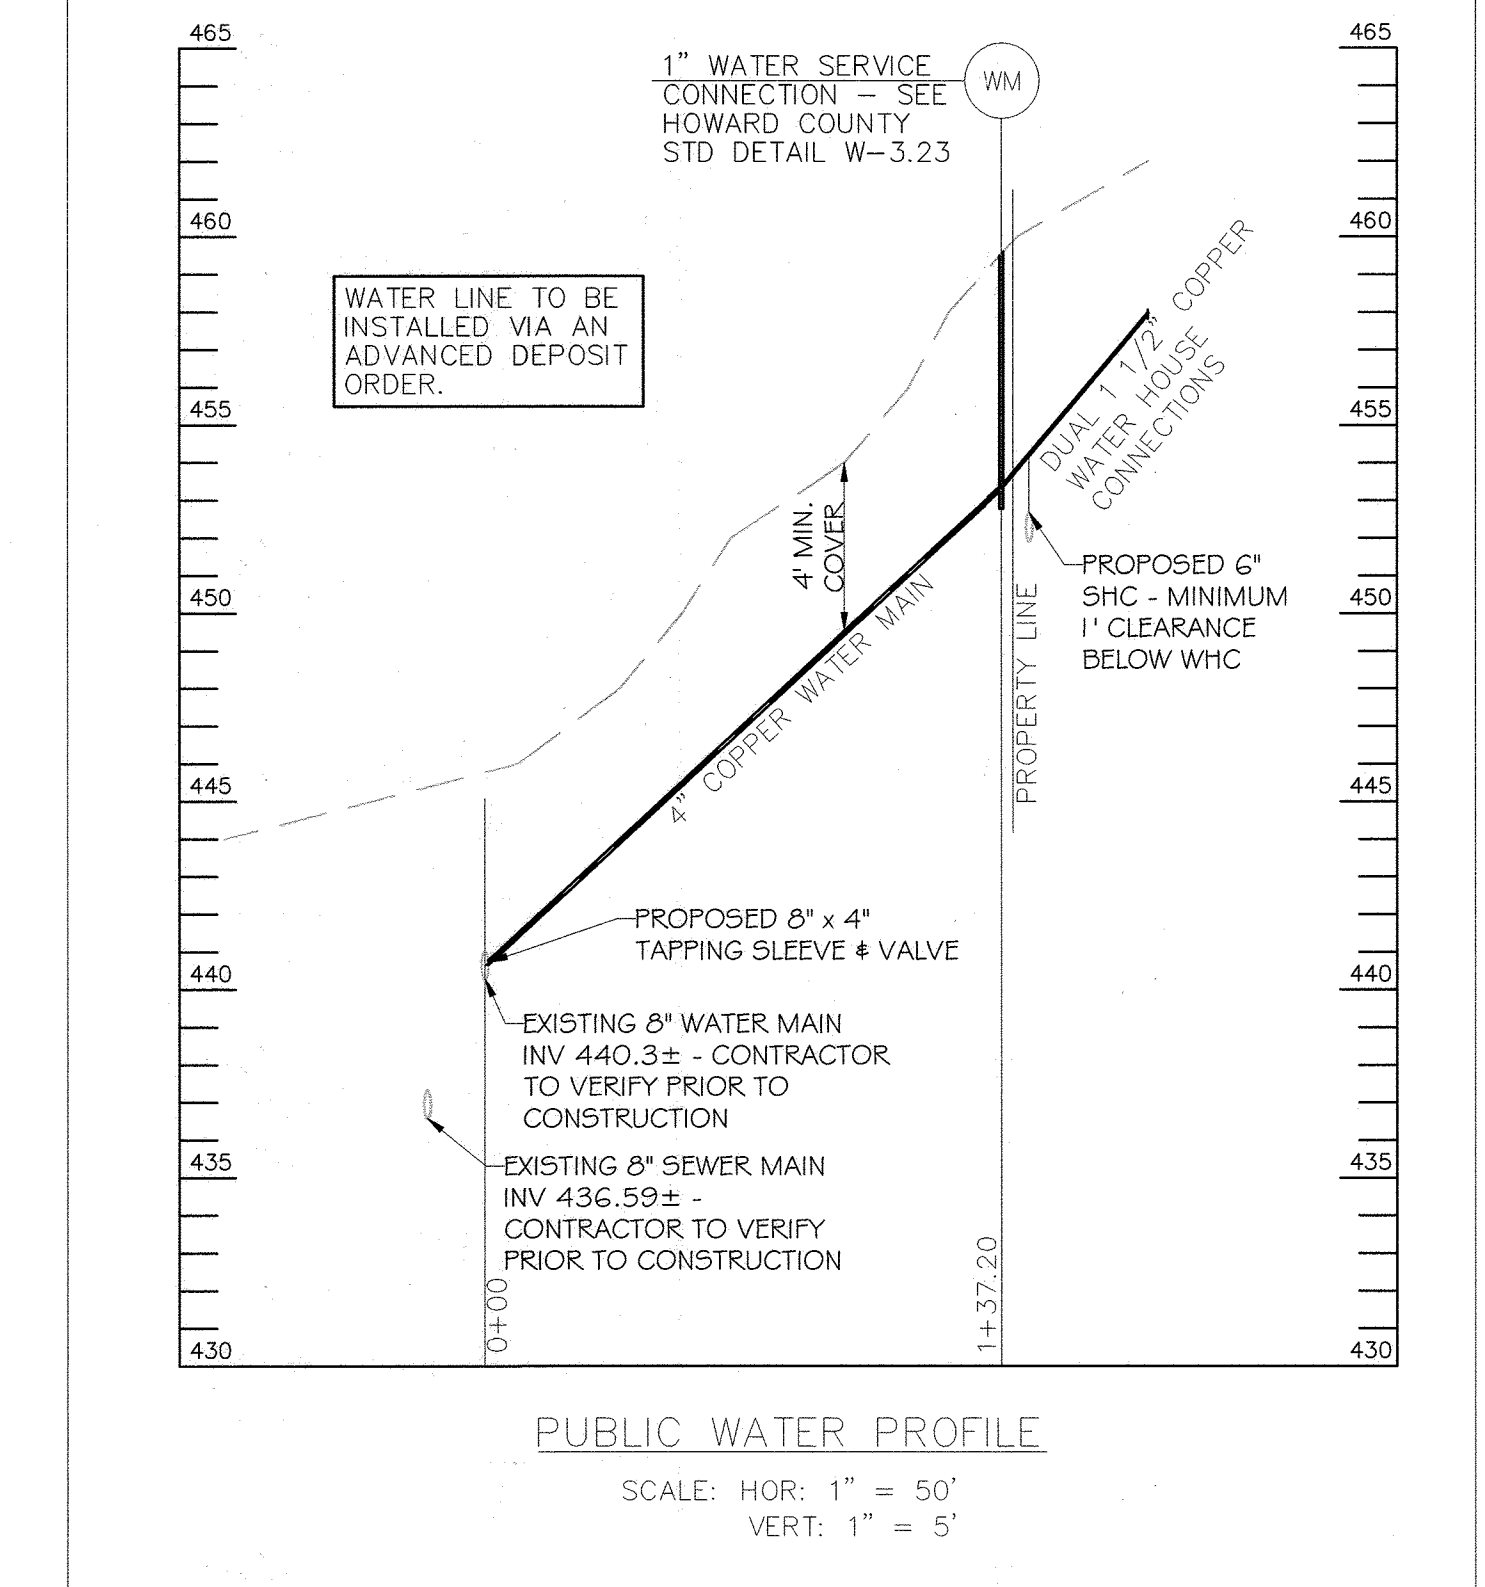 465
465
1" WATER SERVICE
CONNECTION - SEE
HOWARD COUNTY
STD DETAIL W-3.23
WM
460
460
WATER LINE TO BE
INSTALLED VIA AN
ADVANCED DEPOSIT
ORDER.
DUAL 1 1/2" COPPER
WATER HOUSE
CONNECTIONS
455
455
4' MIN.
COVER
PROPOSED 6"
SHC - MINIMUM
1' CLEARANCE
BELOW WHC
450
450
4" COPPER WATER MAIN
PROPERTY LINE
445
445
PROPOSED 8" x 4"
TAPPING SLEEVE & VALVE
440
440
EXISTING 8" WATER MAIN
INV 440.3± - CONTRACTOR
TO VERIFY PRIOR TO
CONSTRUCTION
435
435
EXISTING 8" SEWER MAIN
INV 436.59± -
CONTRACTOR TO VERIFY
PRIOR TO CONSTRUCTION
0+00
1+37.20
430
430
PUBLIC WATER PROFILE
SCALE: HOR: 1" = 50'
VERT: 1" = 5'